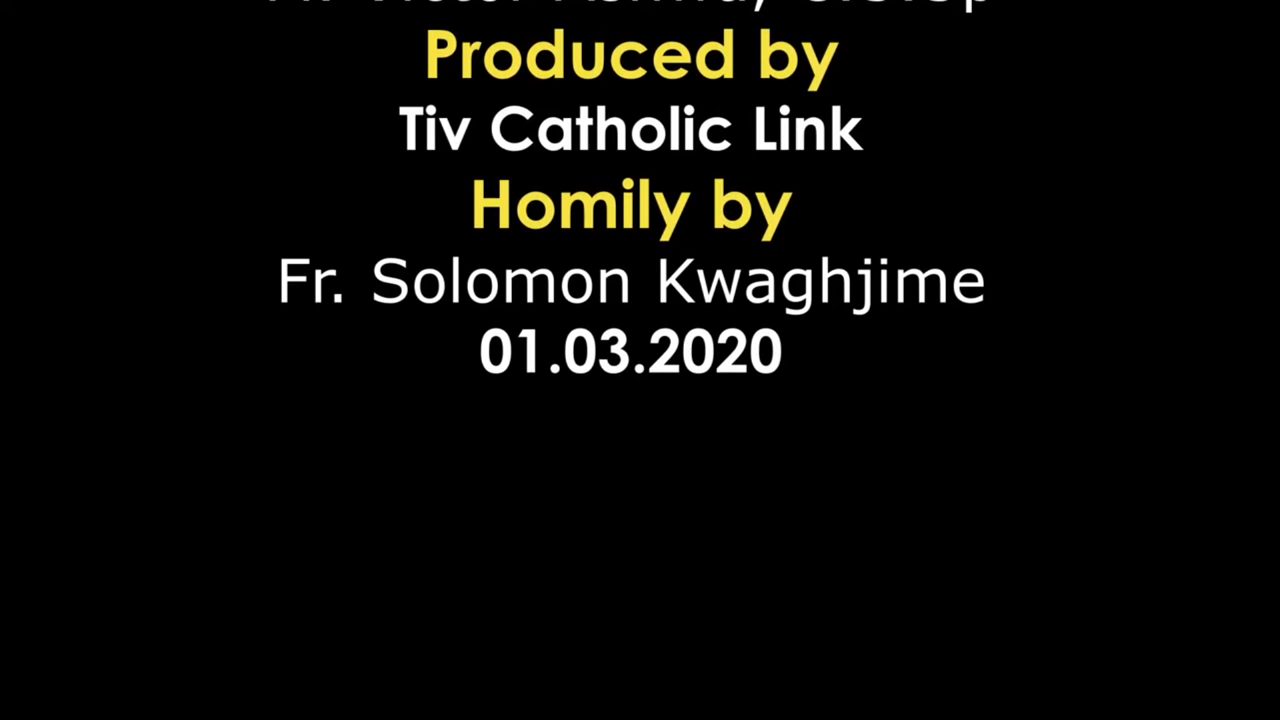 Produced by
Tiv Catholic Link
Homily by
Fr. Solomon Kwaghjime
01.03.2020